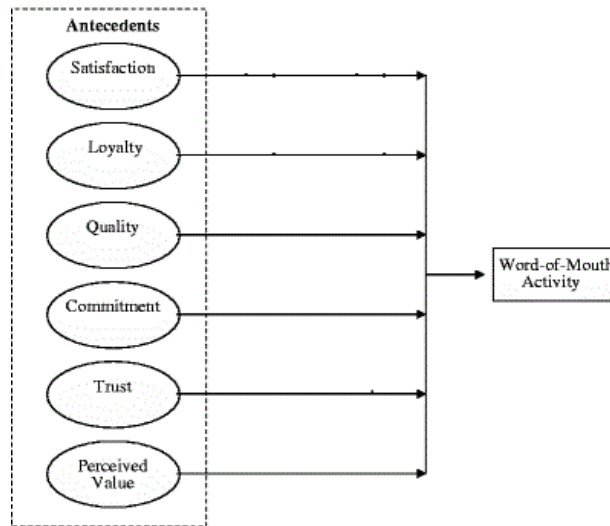 Antecedents
Satisfaction
Loyalty
Quality
Commitment
Trust
Perceived
Value
Word-of-Mouth
Activity